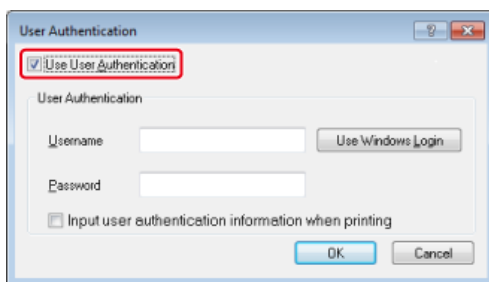 User Authentication
Use User Authentication
User Authentication
Username
Use Windows Login
Password
Input user authentication information when printing
OK
Cancel